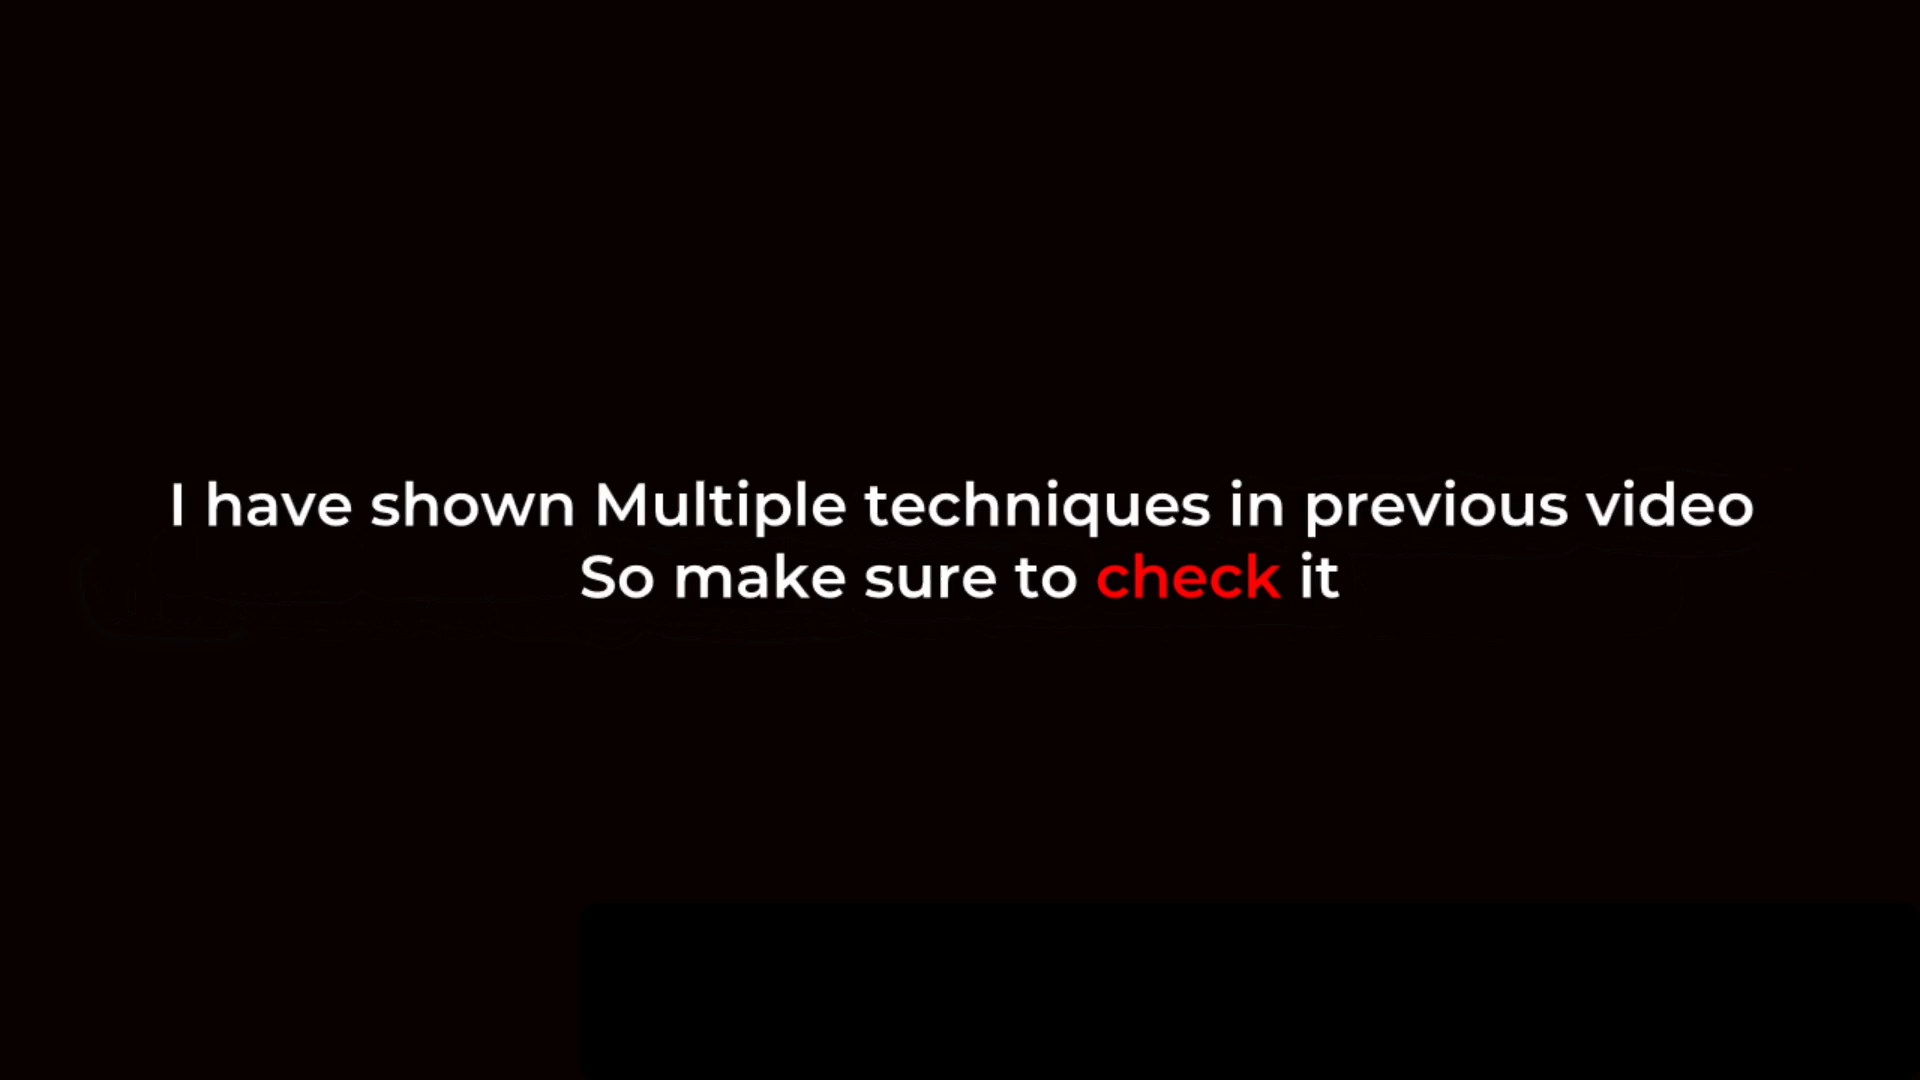 I have shown Multiple techniques in previous video
So make sure to check it